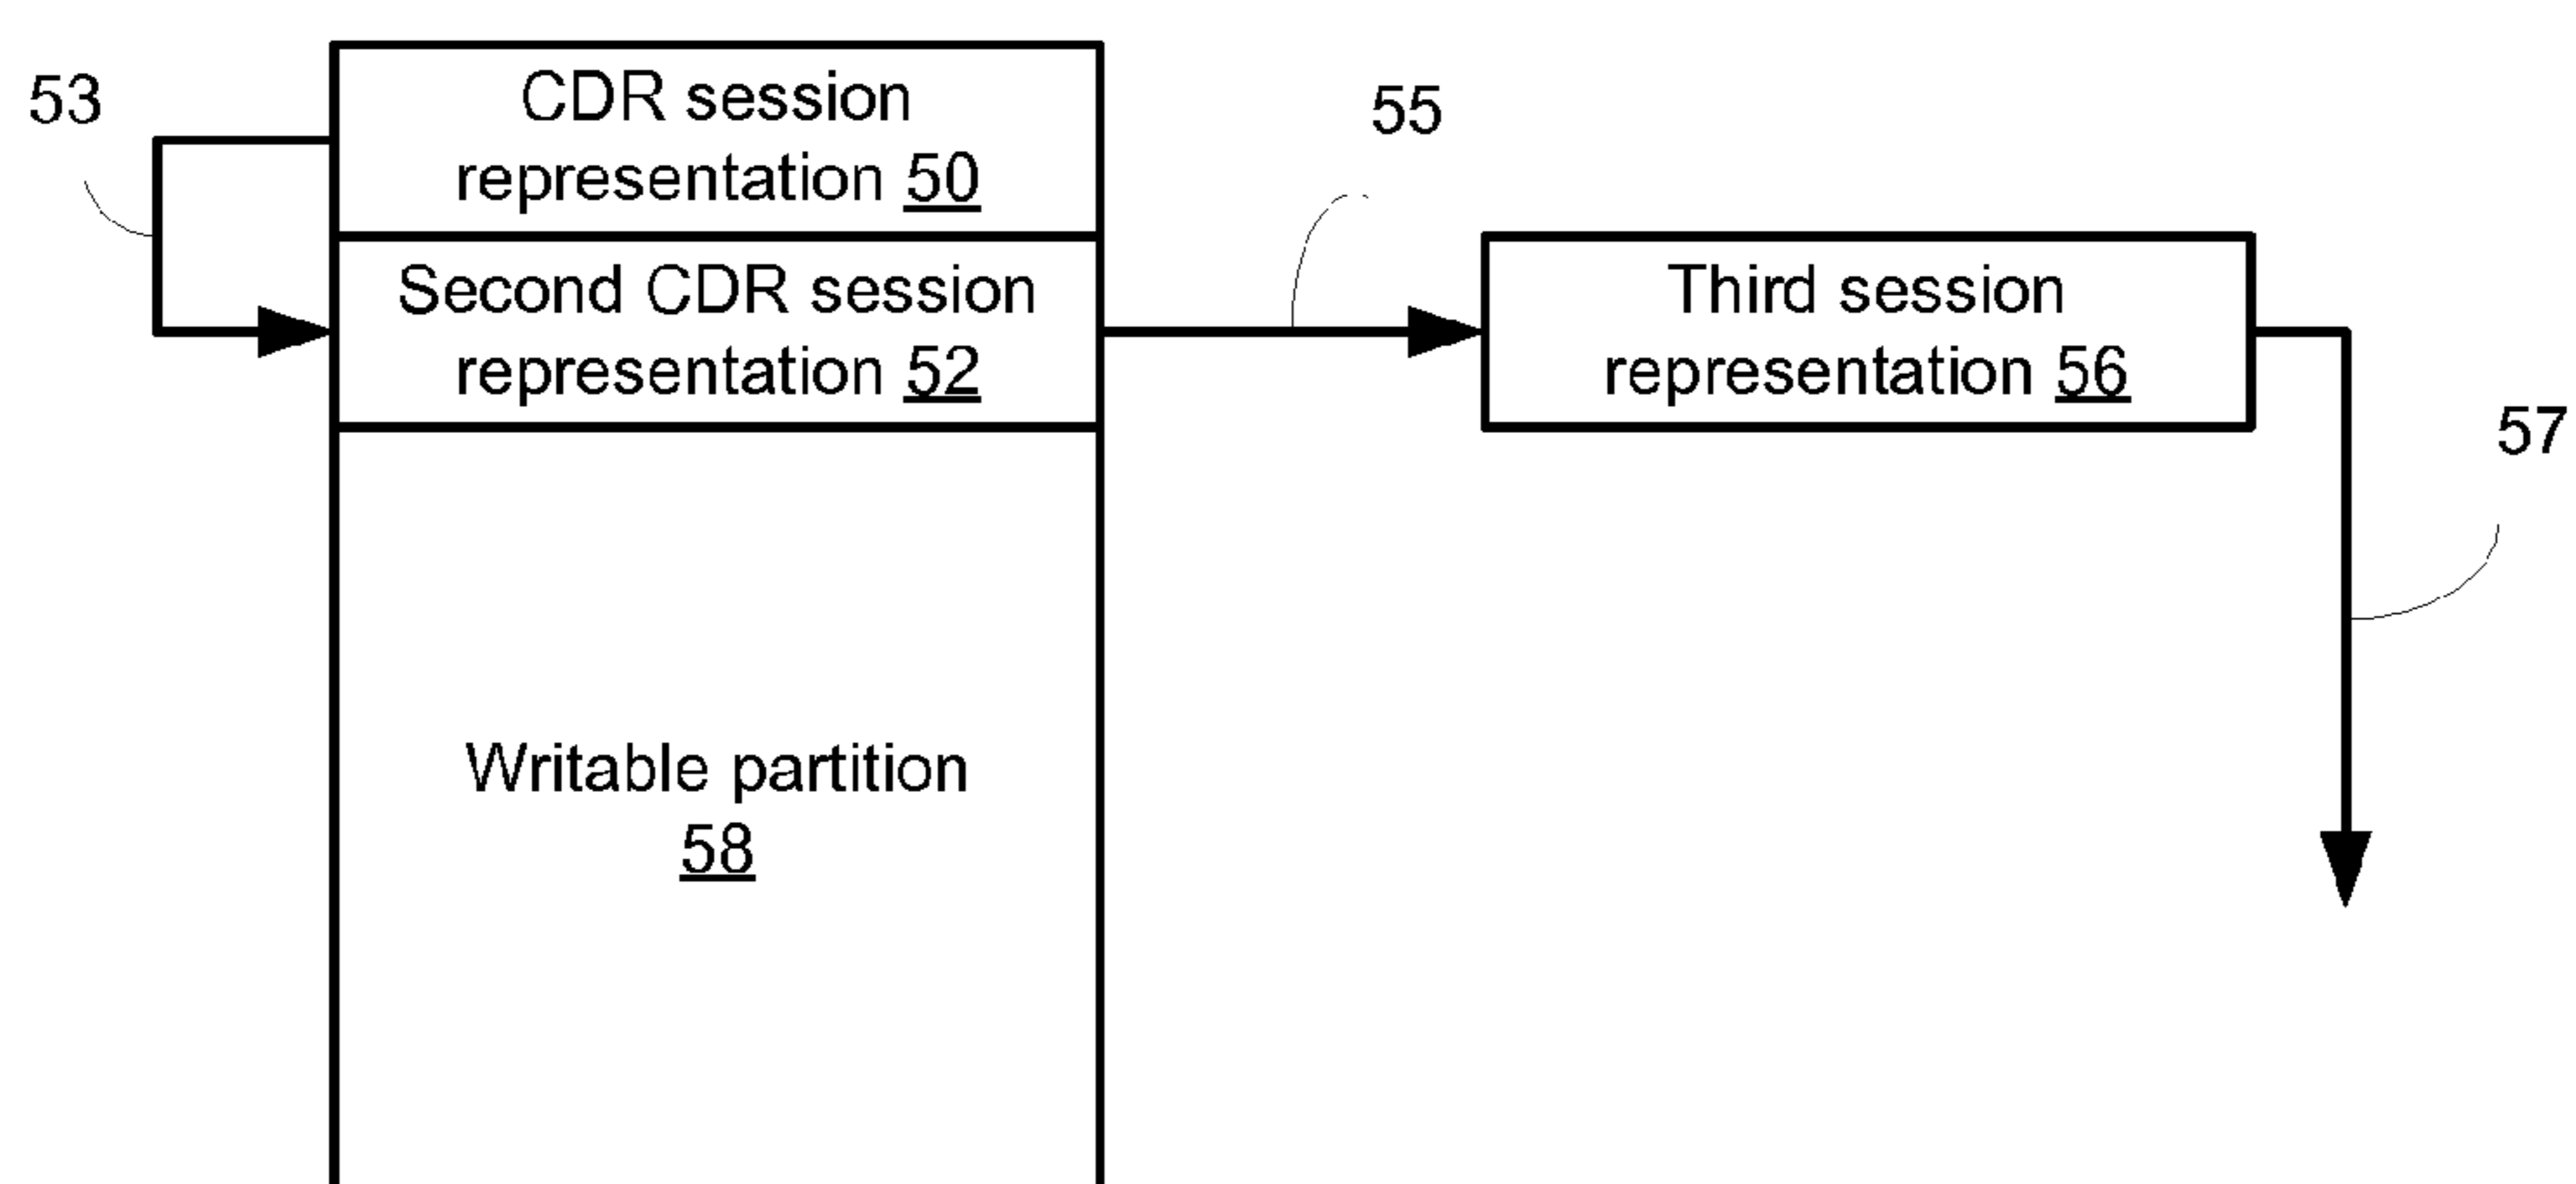 53
CDR session
representation 50
55
Second CDR session
representation 52
Third session
representation 56
57
Writable partition
58